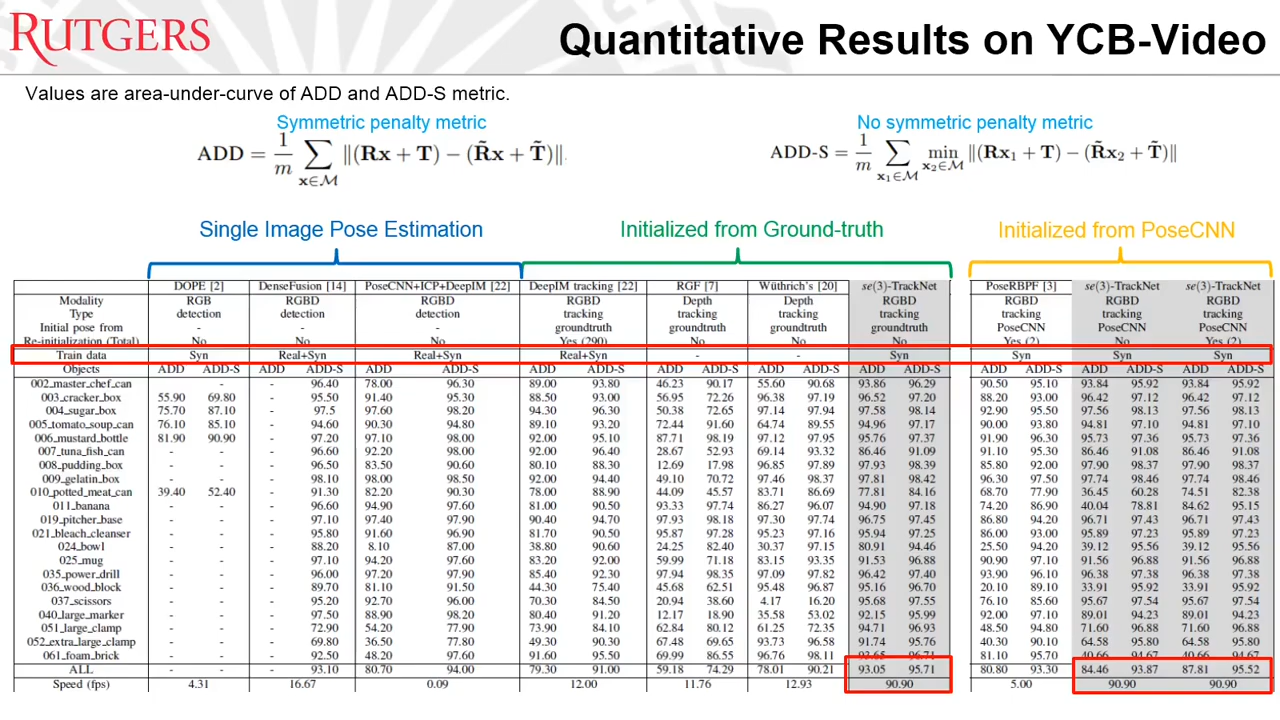 RUTGERS
Quantitative Results on YCB-Video
Values are area-under-curve of ADD and ADD-S metric.
Symmetric penalty metric
No symmetric penalty metric
ADD = 1/m ∑ x∈M ‖(Rx + T) − (R̃x + T̃)‖
ADD-S = 1/m ∑ x₁∈M min x₂∈M ‖(Rx₁ + T) − (R̃x₂ + T̃)‖
Single Image Pose Estimation
Initialized from Ground-truth
Initialized from PoseCNN
DOPE [2] DenseFusion [14] PoseCNN+ICP+DeepIM [22] DeepIM tracking [22] RGF [7] Wüthrich's [20] se(3)-TrackNet PoseRBPF [3] se(3)-TrackNet se(3)-TrackNet
Modality RGB RGBD RGBD RGBD Depth Depth RGBD RGBD RGBD RGBD
Type detection detection detection tracking tracking tracking tracking tracking tracking tracking
Initial pose from - - - groundtruth groundtruth groundtruth groundtruth PoseCNN PoseCNN PoseCNN
Re-initialization (Total) No No No Yes (290) No No No Yes (2) No Yes (2)
Train data Syn Real+Syn Real+Syn Real+Syn - - Syn Syn Syn Syn
Objects ADD ADD-S ADD ADD-S ADD ADD-S ADD ADD-S ADD ADD-S ADD ADD-S ADD ADD-S ADD ADD-S ADD ADD-S ADD ADD-S
002_master_chef_can - - - 96.40 78.00 96.30 89.00 93.80 46.23 90.17 55.60 90.68 93.86 96.29 90.50 95.10 93.84 95.92 93.84 95.92
003_cracker_box 55.90 69.80 - 95.50 91.40 95.30 88.50 93.00 56.95 72.26 96.38 97.19 96.52 97.20 88.20 93.00 96.42 97.12 96.42 97.12
004_sugar_box 75.70 87.10 - 97.5 97.60 98.20 94.30 96.30 50.38 72.65 97.14 97.94 97.58 98.14 92.90 95.50 97.56 98.13 97.56 98.13
005_tomato_soup_can 76.10 85.10 - 94.60 90.30 94.80 89.10 93.20 72.44 91.60 64.74 89.55 94.96 97.17 90.00 93.80 94.81 97.10 94.81 97.10
006_mustard_bottle 81.90 90.90 - 97.20 97.10 98.00 92.00 95.10 87.71 98.19 97.12 97.95 95.76 97.37 91.90 96.30 95.73 97.36 95.73 97.36
007_tuna_fish_can - - - 96.60 92.20 98.00 92.00 96.40 28.67 52.93 69.14 93.32 86.46 91.09 91.10 95.30 86.46 91.08 86.46 91.08
008_pudding_box - - - 96.50 83.50 90.60 80.10 88.30 12.69 17.98 96.85 97.89 97.93 98.39 85.80 92.00 97.90 98.37 97.90 98.37
009_gelatin_box - - - 98.10 98.00 98.50 92.00 94.40 49.10 70.72 97.46 98.37 97.81 98.42 96.30 97.50 97.74 98.46 97.74 98.46
010_potted_meat_can 39.40 52.40 - 91.30 82.20 90.30 78.00 88.90 44.09 45.57 83.71 86.69 77.81 84.16 68.70 77.90 36.45 60.28 74.51 82.38
011_banana - - - 96.60 94.90 97.60 81.00 90.50 93.33 97.74 86.27 96.07 94.90 97.18 74.20 86.90 40.04 78.81 84.62 95.15
019_pitcher_base - - - 97.10 97.40 97.90 90.40 94.70 97.93 98.18 97.30 97.74 96.75 97.45 86.80 94.20 96.71 97.43 96.71 97.43
021_bleach_cleanser - - - 95.80 91.60 96.90 81.70 90.50 95.87 97.28 95.23 97.16 95.94 97.25 86.00 93.00 95.89 97.23 95.89 97.23
024_bowl - - - 88.20 8.10 87.00 38.80 90.60 24.25 82.40 30.37 97.15 80.91 94.46 25.50 94.20 39.12 95.56 39.12 95.56
025_mug - - - 97.10 94.20 97.60 83.20 92.00 59.99 71.18 83.15 93.35 91.53 96.88 90.90 97.10 91.56 96.88 91.56 96.88
035_power_drill - - - 96.00 97.20 97.90 85.40 92.30 97.94 98.35 97.09 97.82 96.42 97.40 93.90 96.10 96.38 97.38 96.38 97.38
036_wood_block - - - 89.70 81.10 91.50 44.30 75.40 45.68 62.51 95.48 96.87 95.16 96.70 20.10 89.10 33.91 95.92 33.91 95.92
037_scissors - - - 95.20 92.70 96.00 70.30 84.50 20.94 38.60 4.17 16.20 95.68 97.55 76.10 85.60 95.67 97.54 95.67 97.54
040_large_marker - - - 97.50 88.90 98.20 80.40 91.20 12.17 18.90 35.58 53.02 92.15 95.99 92.00 97.10 89.01 94.23 89.01 94.23
051_large_clamp - - - 72.90 54.20 77.90 73.90 84.10 62.84 80.12 61.25 72.35 94.71 96.93 48.50 94.80 71.60 96.88 71.60 96.88
052_extra_large_clamp - - - 69.80 36.50 77.80 49.30 90.30 67.48 69.65 93.73 96.58 91.74 95.76 40.30 90.10 64.58 95.80 64.58 95.80
061_foam_brick - - - 92.50 48.20 97.60 91.60 95.50 69.99 86.55 96.76 98.11 93.65 96.71 81.10 95.70 40.66 94.67 40.66 94.67
ALL - - - 93.10 80.70 94.00 79.30 91.00 59.18 74.29 78.01 90.21 93.05 95.71 80.80 93.30 84.46 93.87 87.81 95.52
Speed (fps) 4.31 16.67 0.09 12.00 11.76 12.93 90.90 5.00 90.90 90.90